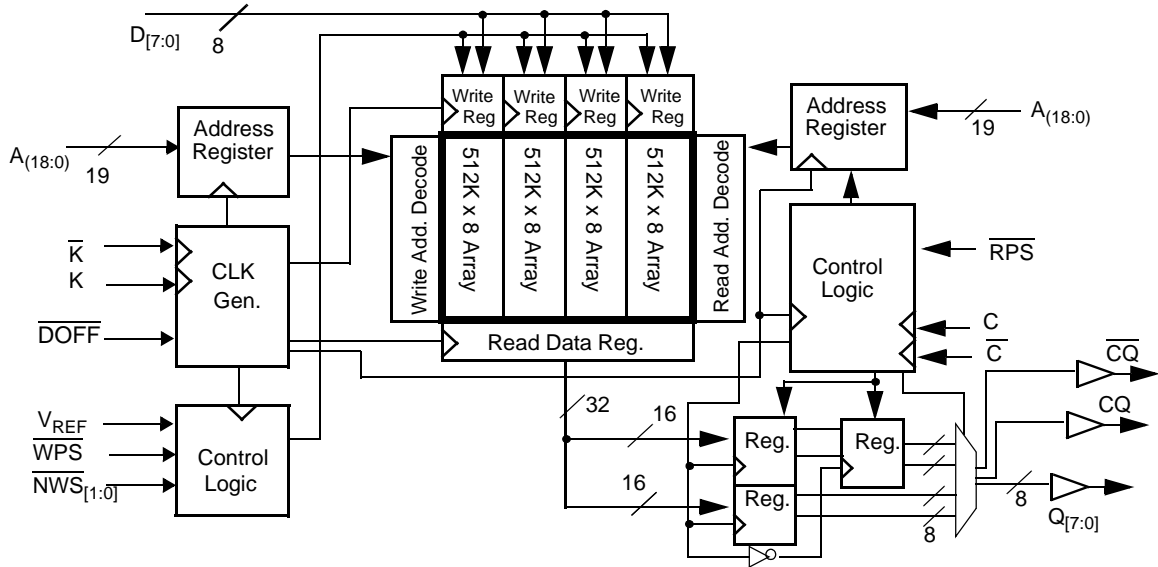 D[7:0]
8
Write Reg
Write Reg
Write Reg
Write Reg
Address Register
A(18:0)
19
Address Register
A(18:0)
19
Write Add. Decode
512K x 8 Array
512K x 8 Array
512K x 8 Array
512K x 8 Array
Read Add. Decode
K̅
K
DOFF
CLK Gen.
Control Logic
RPS
C
C̅
Read Data Reg.
CQ
CQ
32
16
16
VREF
WPS
NWS[1:0]
Control Logic
Reg.
Reg.
Reg.
8
8
Q[7:0]